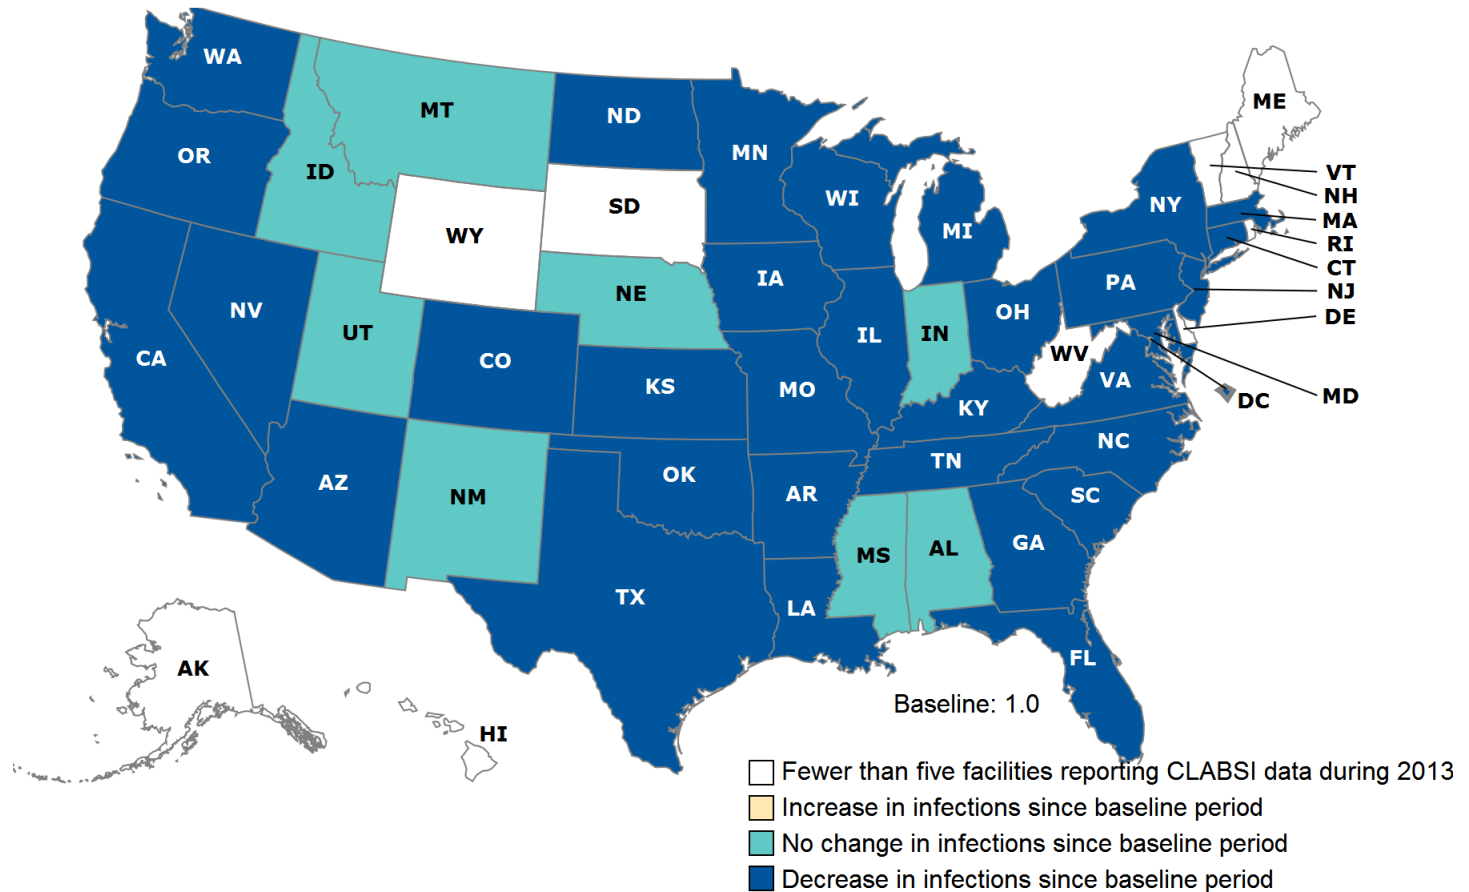 WA
MT
ND
ME
OR
ID
MN
VT
SD
WI
NH
NY
MA
WY
MI
RI
CT
NE
IA
PA
NJ
NV
OH
DE
UT
IN
IL
CA
CO
WV
KS
MO
VA
MD
KY
DC
NC
TN
OK
AZ
AR
SC
NM
MS
AL
GA
TX
LA
FL
AK
HI
Baseline: 1.0
Fewer than five facilities reporting CLABSI data during 2013
Increase in infections since baseline period
No change in infections since baseline period
Decrease in infections since baseline period